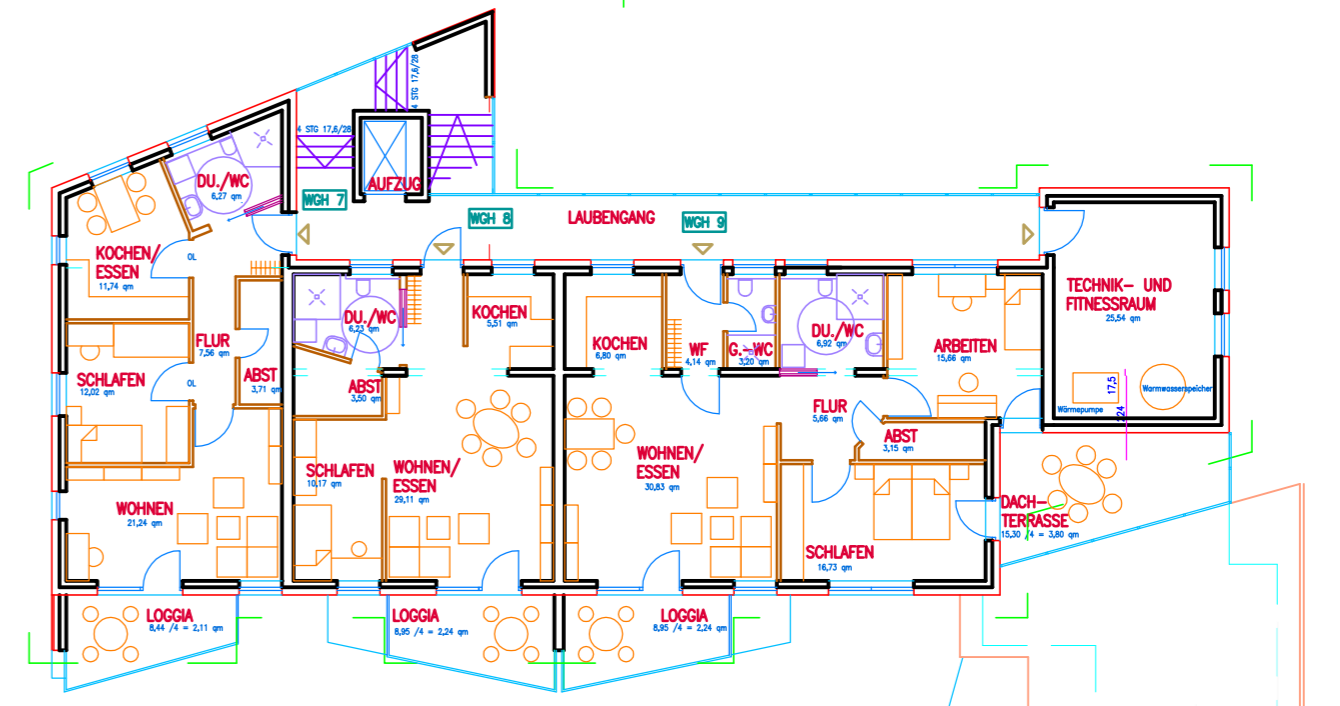 4 STG 17,6/28
4 STG 17,6/28
AUFZUG
DU./WC
6,27 qm
WGH 7
WGH 8
LAUBENGANG
WGH 9
KOCHEN/
ESSEN
11,74 qm
OL
TECHNIK- UND
FITNESSRAUM
25,54 qm
KOCHEN
5,51 qm
DU./WC
6,23 qm
FLUR
7,56 qm
KOCHEN
6,80 qm
WF
4,14 qm
G.-WC
3,20 qm
DU./WC
6,92 qm
ARBEITEN
15,66 qm
SCHLAFEN
12,02 qm
OL
ABST
3,71 qm
ABST
3,50 qm
Wärmepumpe
17,5
224
Warmwasserspeicher
FLUR
5,66 qm
ABST
3,15 qm
SCHLAFEN
10,17 qm
WOHNEN/
ESSEN
29,11 qm
WOHNEN/
ESSEN
30,83 qm
WOHNEN
21,24 qm
DACH-
TERRASSE
15,30 /4 = 3,80 qm
SCHLAFEN
16,73 qm
LOGGIA
8,44 /4 = 2,11 qm
LOGGIA
8,95 /4 = 2,24 qm
LOGGIA
8,95 /4 = 2,24 qm